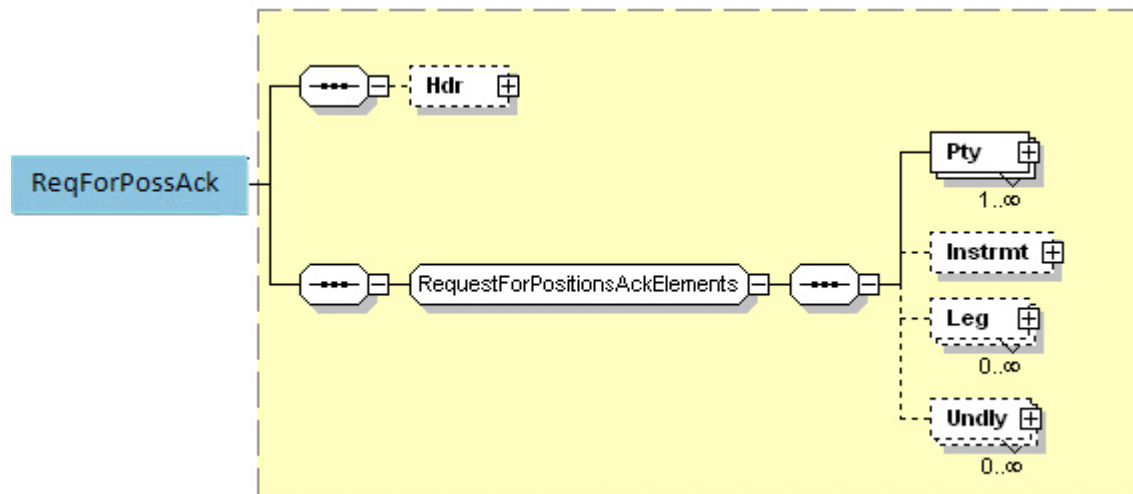 Hdr
ReqForPossAck
Pty
1..∞
Instrmt
RequestForPositionsAckElements
Leg
0..∞
Undly
0..∞